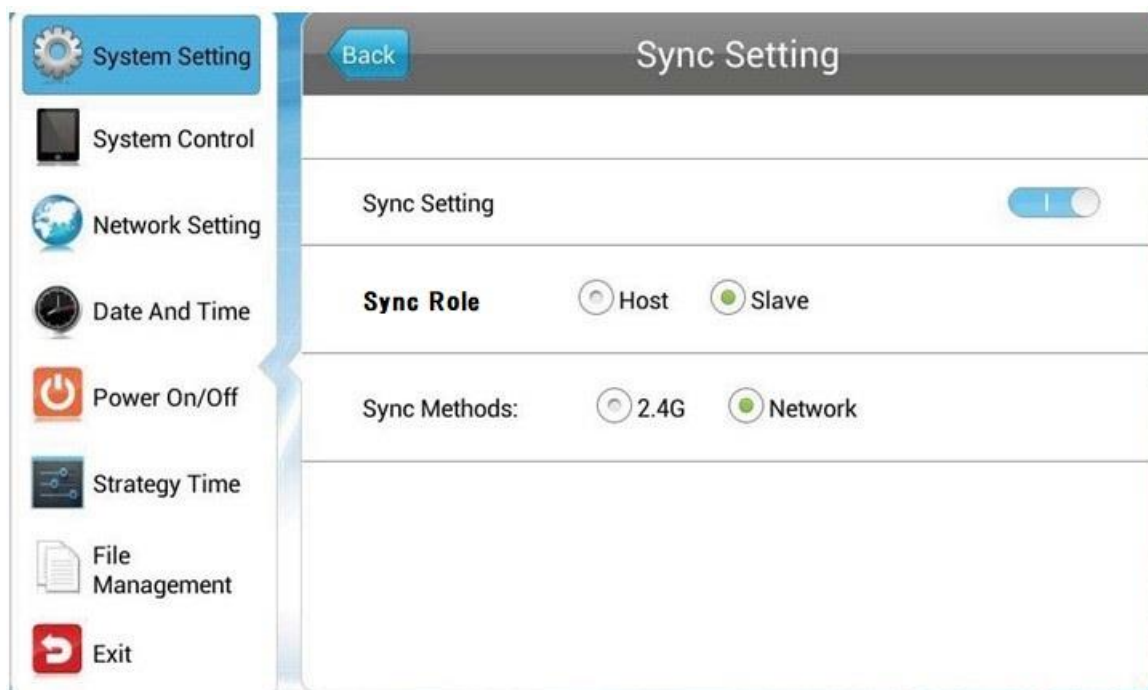 System Setting
System Control
Network Setting
Date And Time
Power On/Off
Strategy Time
File
Management
Exit
Back
Sync Setting
Sync Setting
Sync Role Host Slave
Sync Methods: 2.4G Network